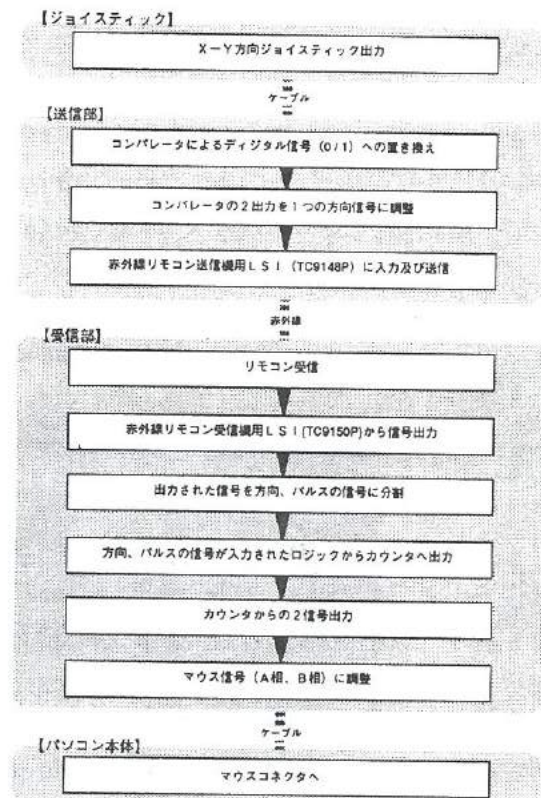 【ジョイスティック】
X－Y方向ジョイスティック出力
ケーブル
【送信部】
コンパレータによるディジタル信号（0/1）への置き換え
コンパレータの2出力を1つの方向信号に調整
赤外線リモコン送信機用LSI（TC9148P）に入力及び送信
赤外線
【受信部】
リモコン受信
赤外線リモコン受信機用LSI(TC9150P)から信号出力
出力された信号を方向、パルスの信号に分割
方向、パルスの信号が入力されたロジックからカウンタへ出力
カウンタからの2信号出力
マウス信号（A相、B相）に調整
ケーブル
【パソコン本体】
マウスコネクタへ